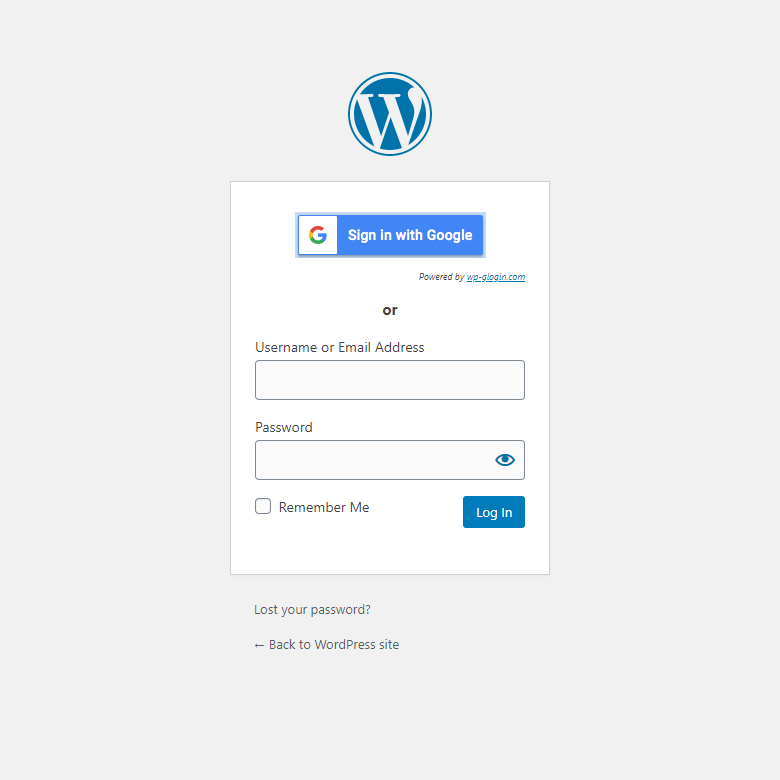 Sign in with Google
Powered by wp-glogin.com
or
Username or Email Address
Password
Remember Me
Log In
Lost your password?
← Back to WordPress site